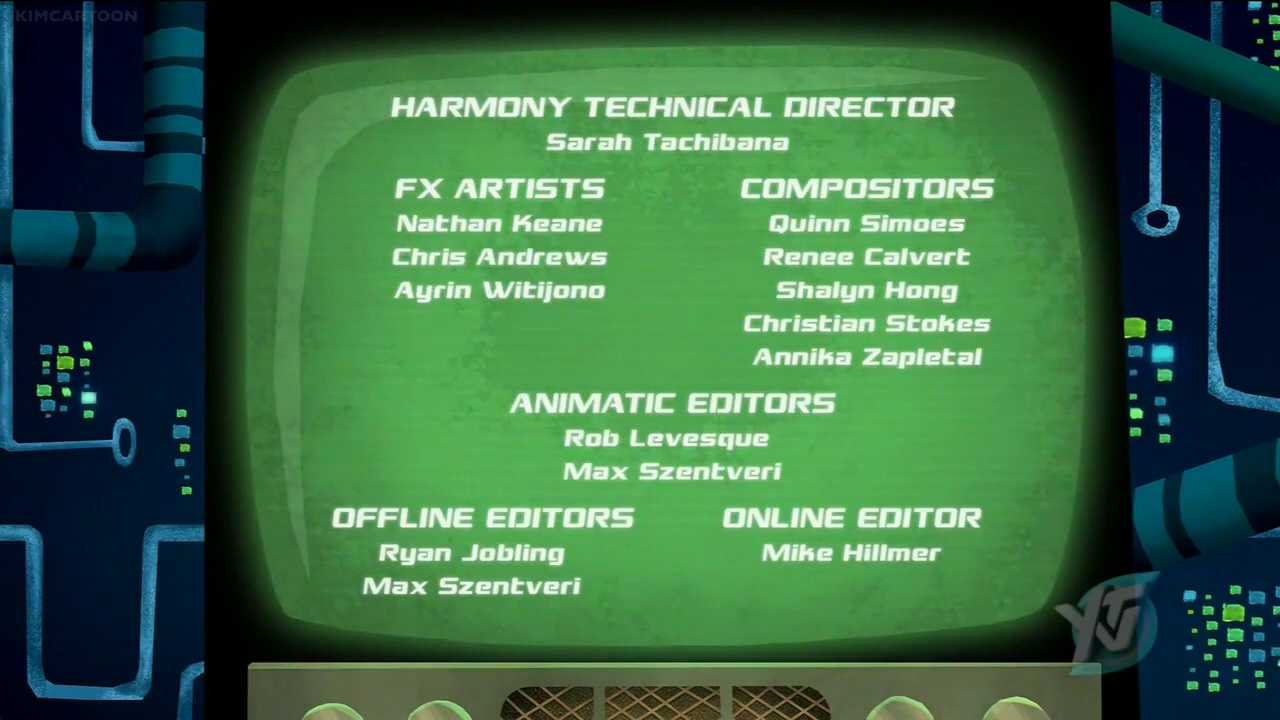 KIMCARTOON
HARMONY TECHNICAL DIRECTOR
Sarah Tachibana
FX ARTISTS
Nathan Keane
Chris Andrews
Ayrin Witijono
COMPOSITORS
Quinn Simoes
Renee Calvert
Shalyn Hong
Christian Stokes
Annika Zapletal
ANIMATIC EDITORS
Rob Levesque
Max Szentveri
OFFLINE EDITORS
Ryan Jobling
Max Szentveri
ONLINE EDITOR
Mike Hillmer
YTV